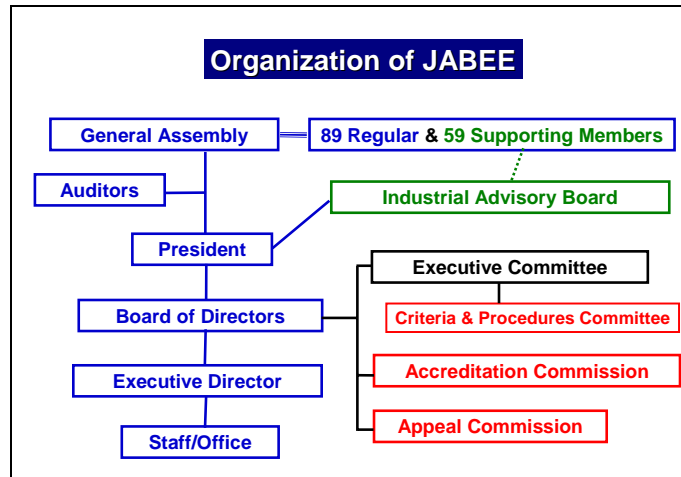 Organization of JABEE
General Assembly
89 Regular & 59 Supporting Members
Auditors
Industrial Advisory Board
President
Executive Committee
Board of Directors
Criteria & Procedures Committee
Executive Director
Accreditation Commission
Appeal Commission
Staff/Office